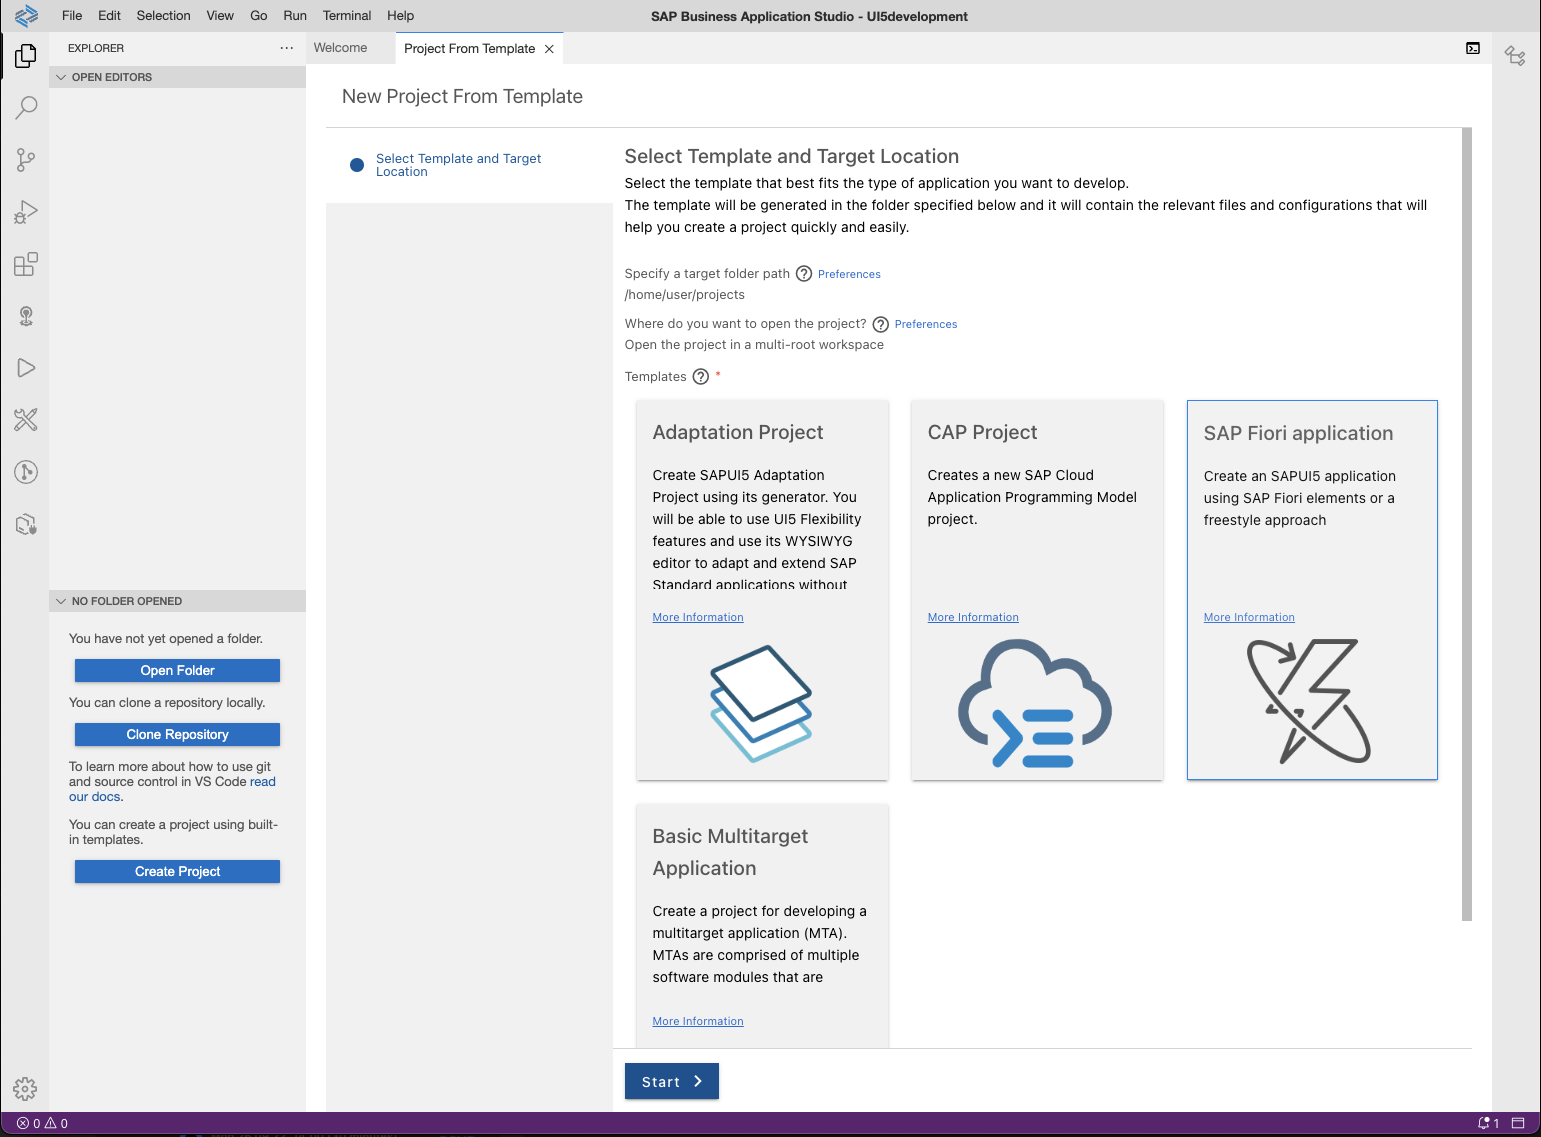 File Edit Selection View Go Run Terminal Help
SAP Business Application Studio - UI5development
EXPLORER
OPEN EDITORS
NO FOLDER OPENED
You have not yet opened a folder.
Open Folder
You can clone a repository locally.
Clone Repository
To learn more about how to use git
and source control in VS Code read
our docs.
You can create a project using built-
in templates.
Create Project
Welcome
Project From Template
New Project From Template
Select Template and Target
Location
Select Template and Target Location
Select the template that best fits the type of application you want to develop.
The template will be generated in the folder specified below and it will contain the relevant files and configurations that will
help you create a project quickly and easily.
Specify a target folder path ? Preferences
/home/user/projects
Where do you want to open the project? ? Preferences
Open the project in a multi-root workspace
Templates ? *
Adaptation Project
Create SAPUI5 Adaptation
Project using its generator. You
will be able to use UI5 Flexibility
features and use its WYSIWYG
editor to adapt and extend SAP
Standard applications without
More Information
CAP Project
Creates a new SAP Cloud
Application Programming Model
project.
More Information
SAP Fiori application
Create an SAPUI5 application
using SAP Fiori elements or a
freestyle approach
More Information
Basic Multitarget
Application
Create a project for developing a
multitarget application (MTA).
MTAs are comprised of multiple
software modules that are
More Information
Start
0 0
1